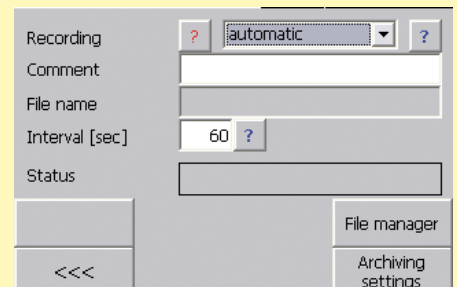 Recording ? automatic ?
Comment
File name
Interval [sec] 60 ?
Status
File manager
<<< Archiving
settings